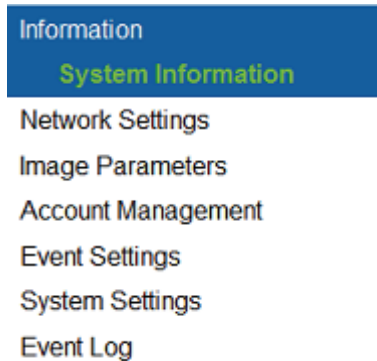 Information
System Information
Network Settings
Image Parameters
Account Management
Event Settings
System Settings
Event Log